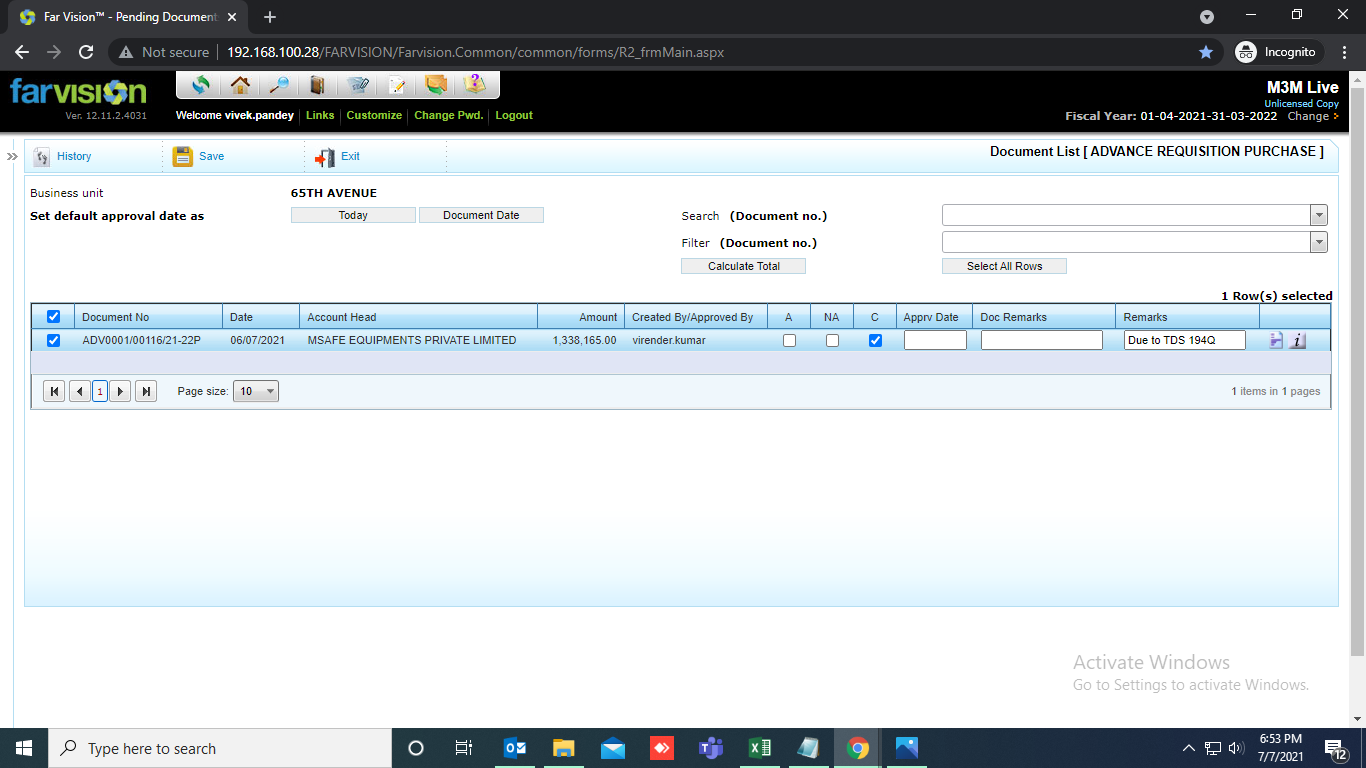 Far Vision™ - Pending Document
Not secure 192.168.100.28/FARVISION/Farvision.Common/common/forms/R2_frmMain.aspx
Incognito
farvision
Ver. 12.11.2.4031
Welcome vivek.pandey Links Customize Change Pwd. Logout
M3M Live
Unlicensed Copy
Fiscal Year: 01-04-2021-31-03-2022 Change
History Save Exit
Document List [ ADVANCE REQUISITION PURCHASE ]
Business unit 65TH AVENUE
Set default approval date as Today Document Date
Search (Document no.)
Filter (Document no.)
Calculate Total Select All Rows
1 Row(s) selected
Document No Date Account Head Amount Created By/Approved By A NA C Apprv Date Doc Remarks Remarks
ADV0001/00116/21-22P 06/07/2021 MSAFE EQUIPMENTS PRIVATE LIMITED 1,338,165.00 virender.kumar Due to TDS 194Q
1 Page size: 10 1 items in 1 pages
Activate Windows
Go to Settings to activate Windows.
Type here to search
6:53 PM
7/7/2021
12